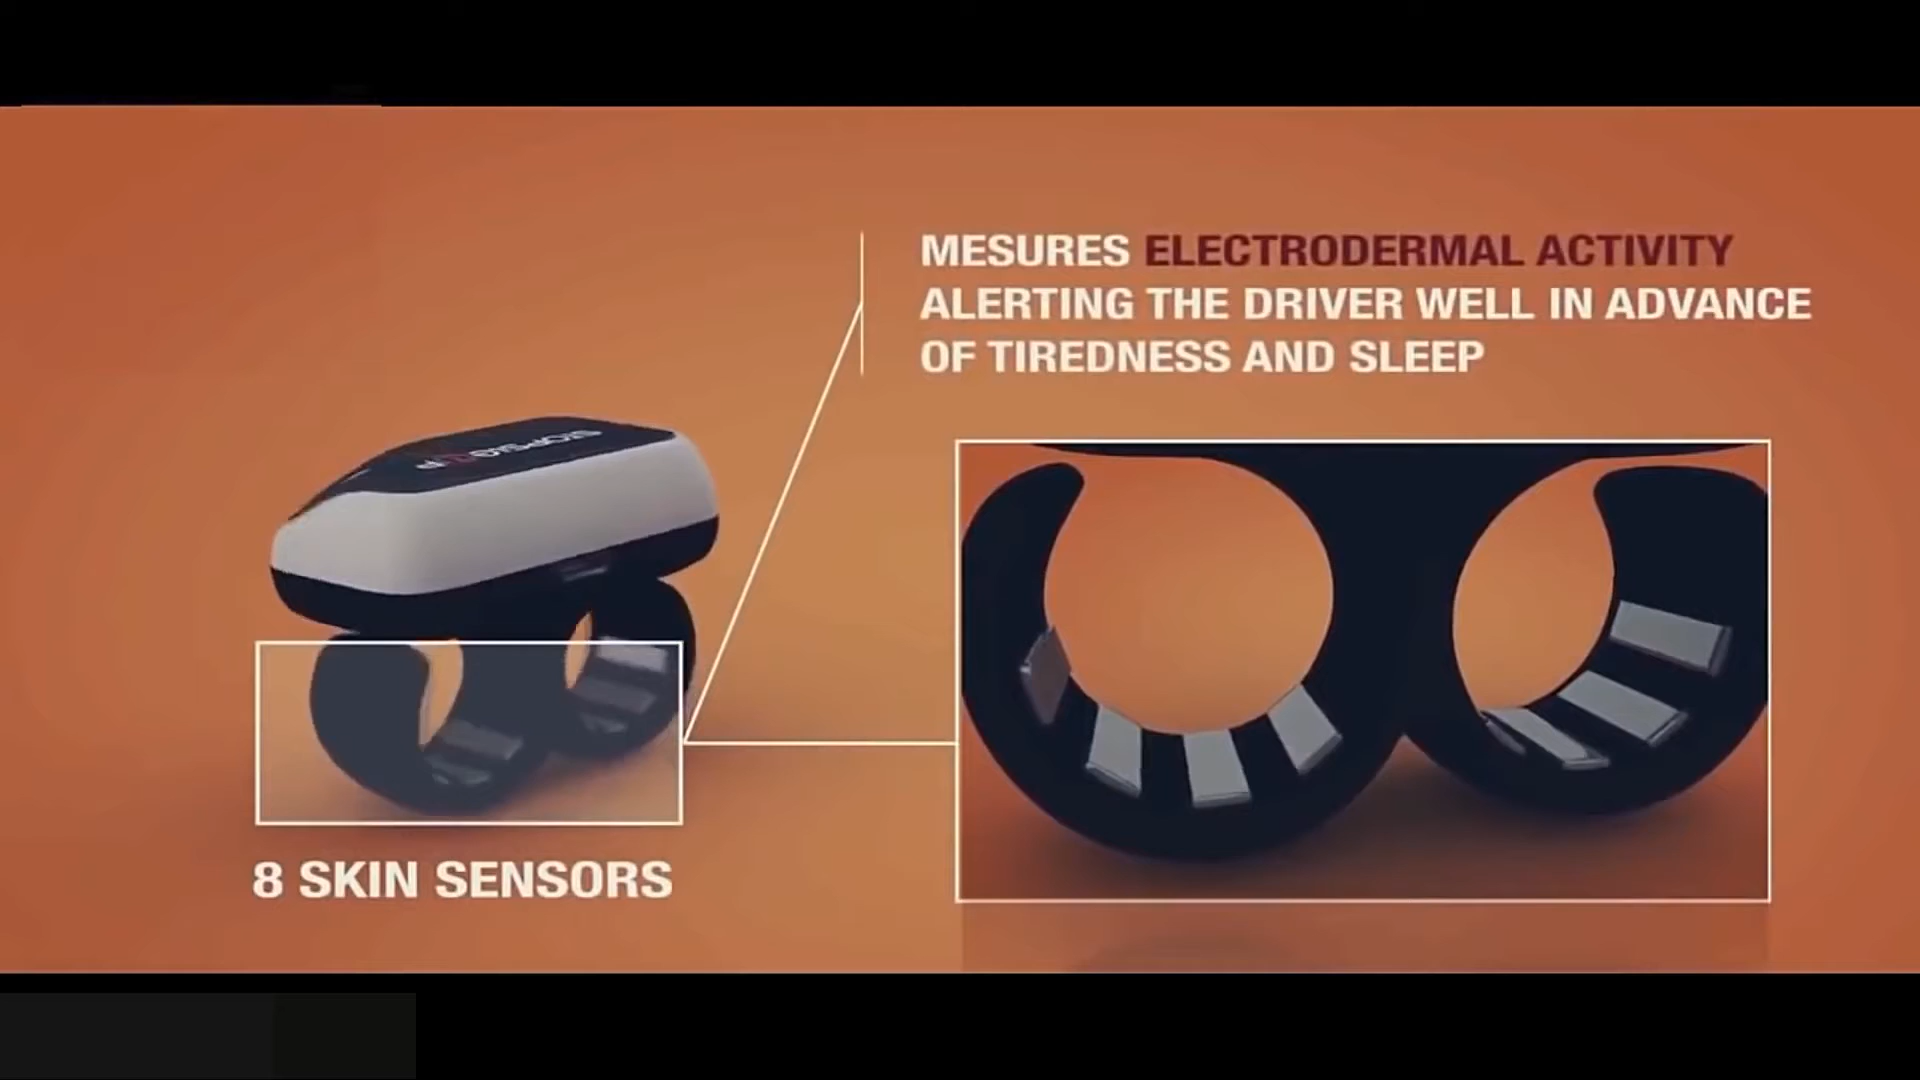 MESURES ELECTRODERMAL ACTIVITY
ALERTING THE DRIVER WELL IN ADVANCE
OF TIREDNESS AND SLEEP
8 SKIN SENSORS